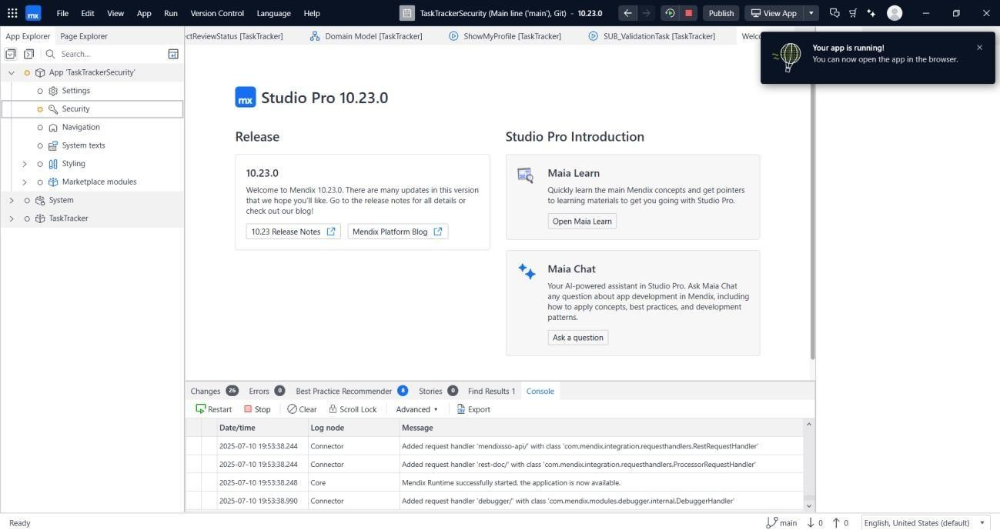 mx File Edit View App Run Version Control Language Help TaskTrackerSecurity (Main line ('main'), Git) - 10.23.0 Publish View App
App Explorer Page Explorer
ctReviewStatus [TaskTracker] Domain Model [TaskTracker] ShowMyProfile [TaskTracker] SUB_ValidationTask [TaskTracker] Welc
Your app is running!
You can now open the app in the browser.
Search...
App 'TaskTrackerSecurity'
Settings
Security
Navigation
System texts
Styling
Marketplace modules
System
TaskTracker
mx Studio Pro 10.23.0
Release
10.23.0
Welcome to Mendix 10.23.0. There are many updates in this version
that we hope you'll like. Go to the release notes for all details or
check out our blog!
10.23 Release Notes Mendix Platform Blog
Studio Pro Introduction
Maia Learn
Quickly learn the main Mendix concepts and get pointers
to learning materials to get you going with Studio Pro.
Open Maia Learn
Maia Chat
Your AI-powered assistant in Studio Pro. Ask Maia Chat
any question about app development in Mendix, including
how to apply concepts, best practices, and development
patterns.
Ask a question
Changes 26 Errors 0 Best Practice Recommender 8 Stories 0 Find Results 1 Console
Restart Stop Clear Scroll Lock Advanced Export
Date/time Log node Message
2025-07-10 19:53:38.244 Connector Added request handler 'mendixsso-api/' with class 'com.mendix.integration.requesthandlers.RestRequestHandler'
2025-07-10 19:53:38.244 Connector Added request handler 'rest-doc/' with class 'com.mendix.integration.requesthandlers.ProcessorRequestHandler'
2025-07-10 19:53:38.248 Core Mendix Runtime successfully started, the application is now available.
2025-07-10 19:53:38.990 Connector Added request handler 'debugger/' with class 'com.mendix.modules.debugger.internal.DebuggerHandler'
Ready main 0 0 English, United States (default)